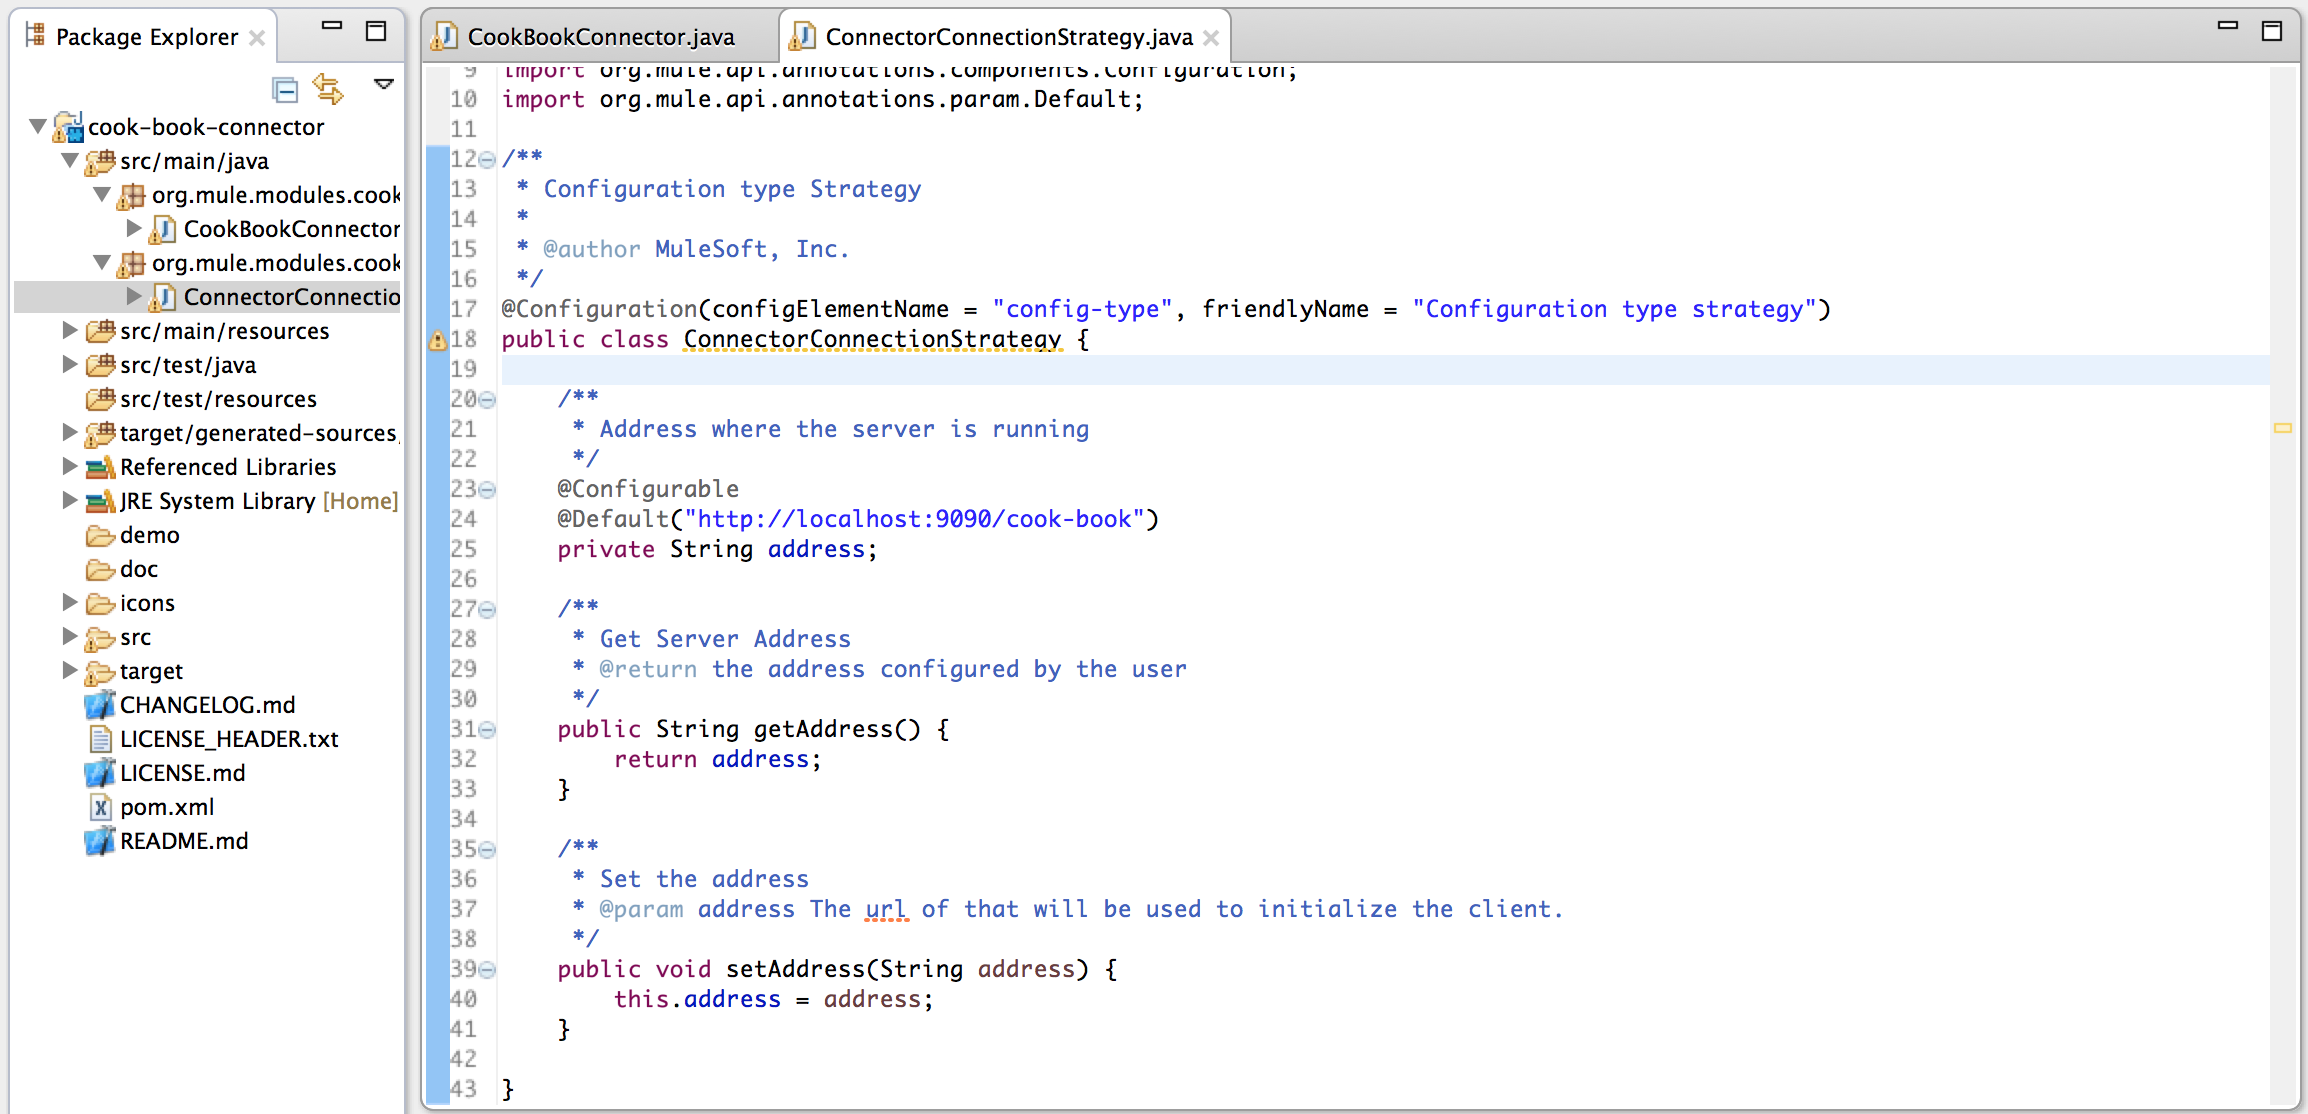 Package Explorer
cook-book-connector
src/main/java
org.mule.modules.cook
CookBookConnector
org.mule.modules.cook
ConnectorConnectio
src/main/resources
src/test/java
src/test/resources
target/generated-sources
Referenced Libraries
JRE System Library [Home]
demo
doc
icons
src
target
CHANGELOG.md
LICENSE_HEADER.txt
LICENSE.md
pom.xml
README.md
CookBookConnector.java
ConnectorConnectionStrategy.java
9 import org.mule.api.annotations.components.Configuration;
10 import org.mule.api.annotations.param.Default;
11
12 /**
13 * Configuration type Strategy
14 *
15 * @author MuleSoft, Inc.
16 */
17 @Configuration(configElementName = "config-type", friendlyName = "Configuration type strategy")
18 public class ConnectorConnectionStrategy {
19
20 /**
21 * Address where the server is running
22 */
23 @Configurable
24 @Default("http://localhost:9090/cook-book")
25 private String address;
26
27 /**
28 * Get Server Address
29 * @return the address configured by the user
30 */
31 public String getAddress() {
32 return address;
33 }
34
35 /**
36 * Set the address
37 * @param address The url of that will be used to initialize the client.
38 */
39 public void setAddress(String address) {
40 this.address = address;
41 }
42
43 }